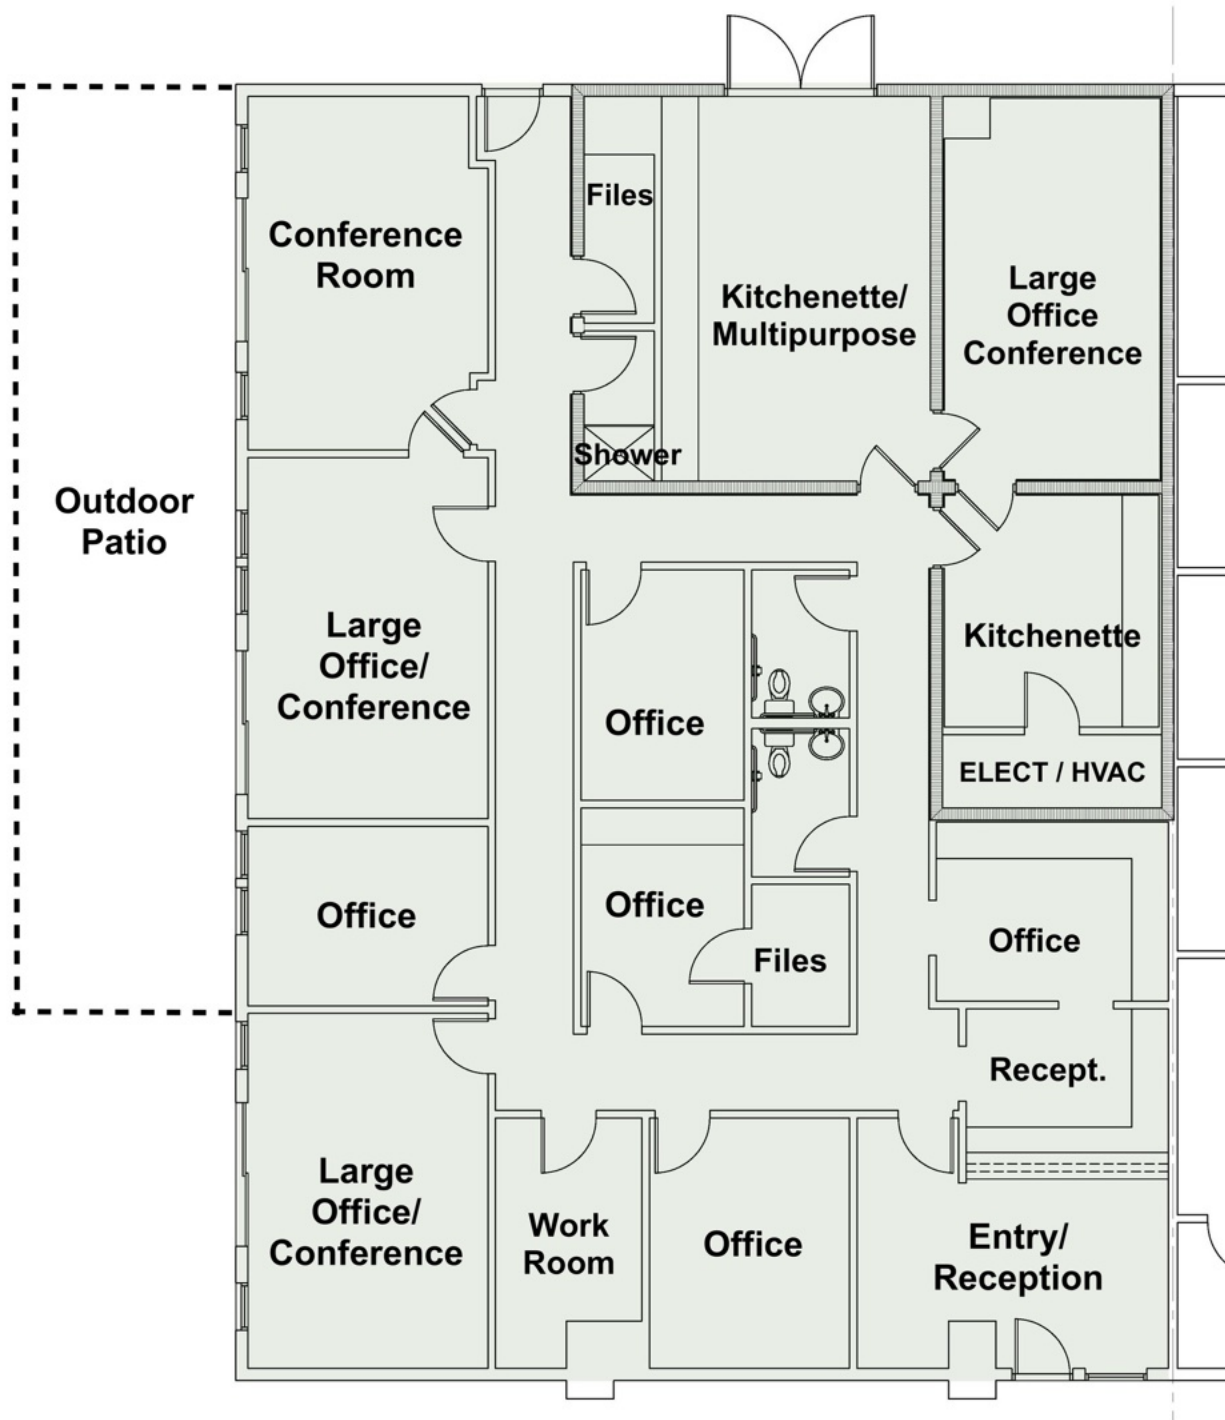 Files
Conference
Room
Kitchenette/
Multipurpose
Large
Office
Conference
Shower
Outdoor
Patio
Large
Office/
Conference
Office
Kitchenette
ELECT / HVAC
Office
Office
Files
Office
Recept.
Large
Office/
Conference
Work
Room
Office
Entry/
Reception